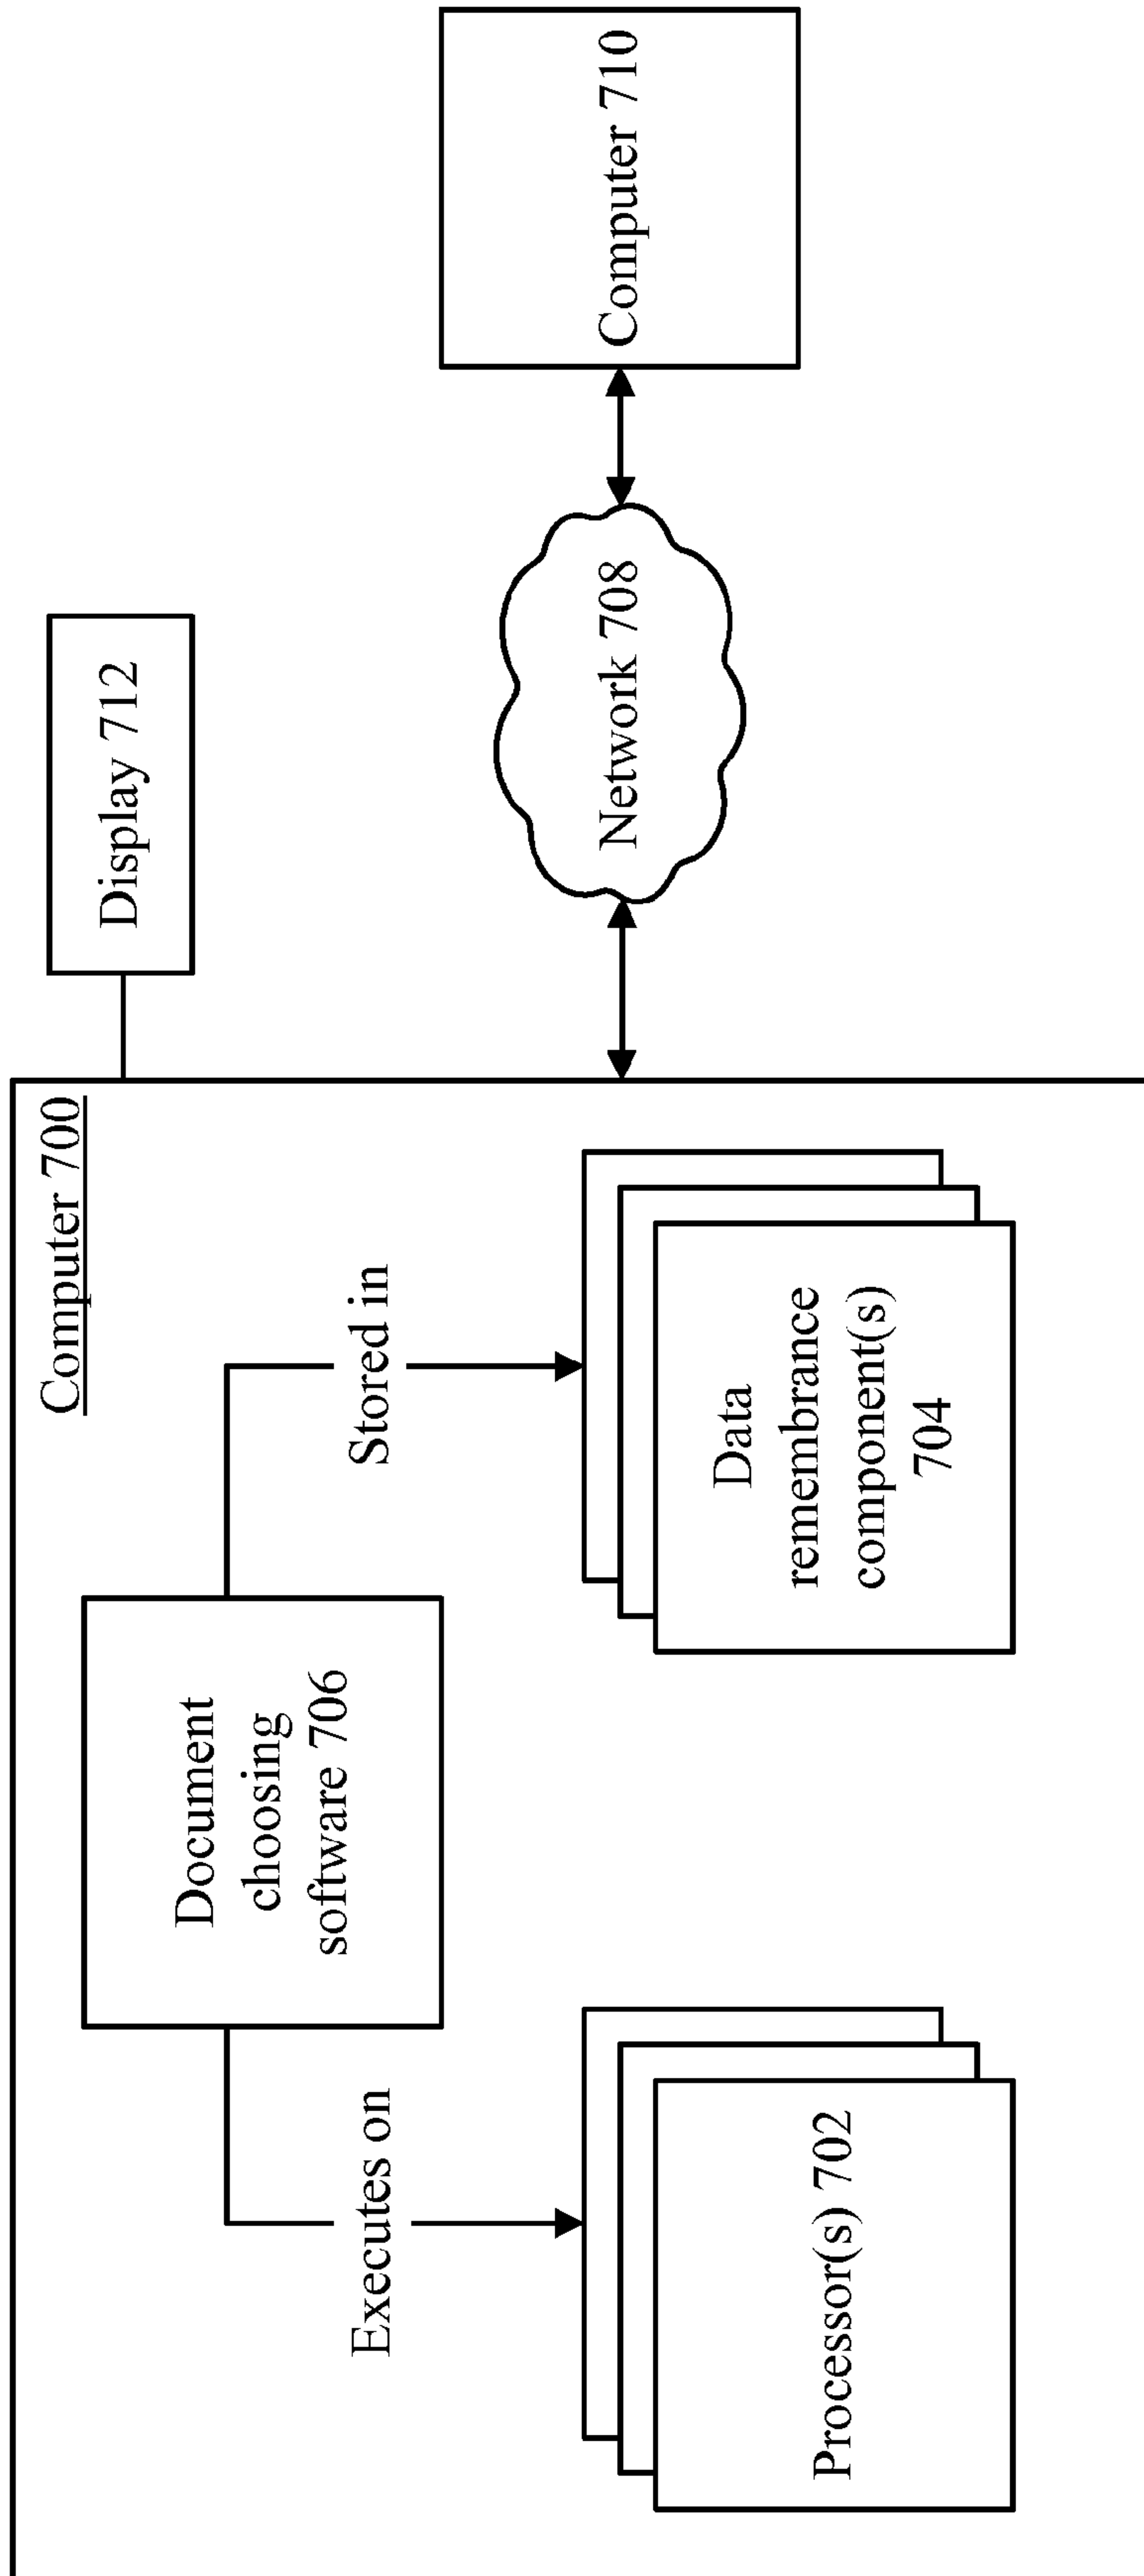 Computer 700
Document
choosing
software 706
Executes on
Stored in
Processor(s) 702
Data
remembrance
component(s)
704
Display 712
Network 708
Computer 710